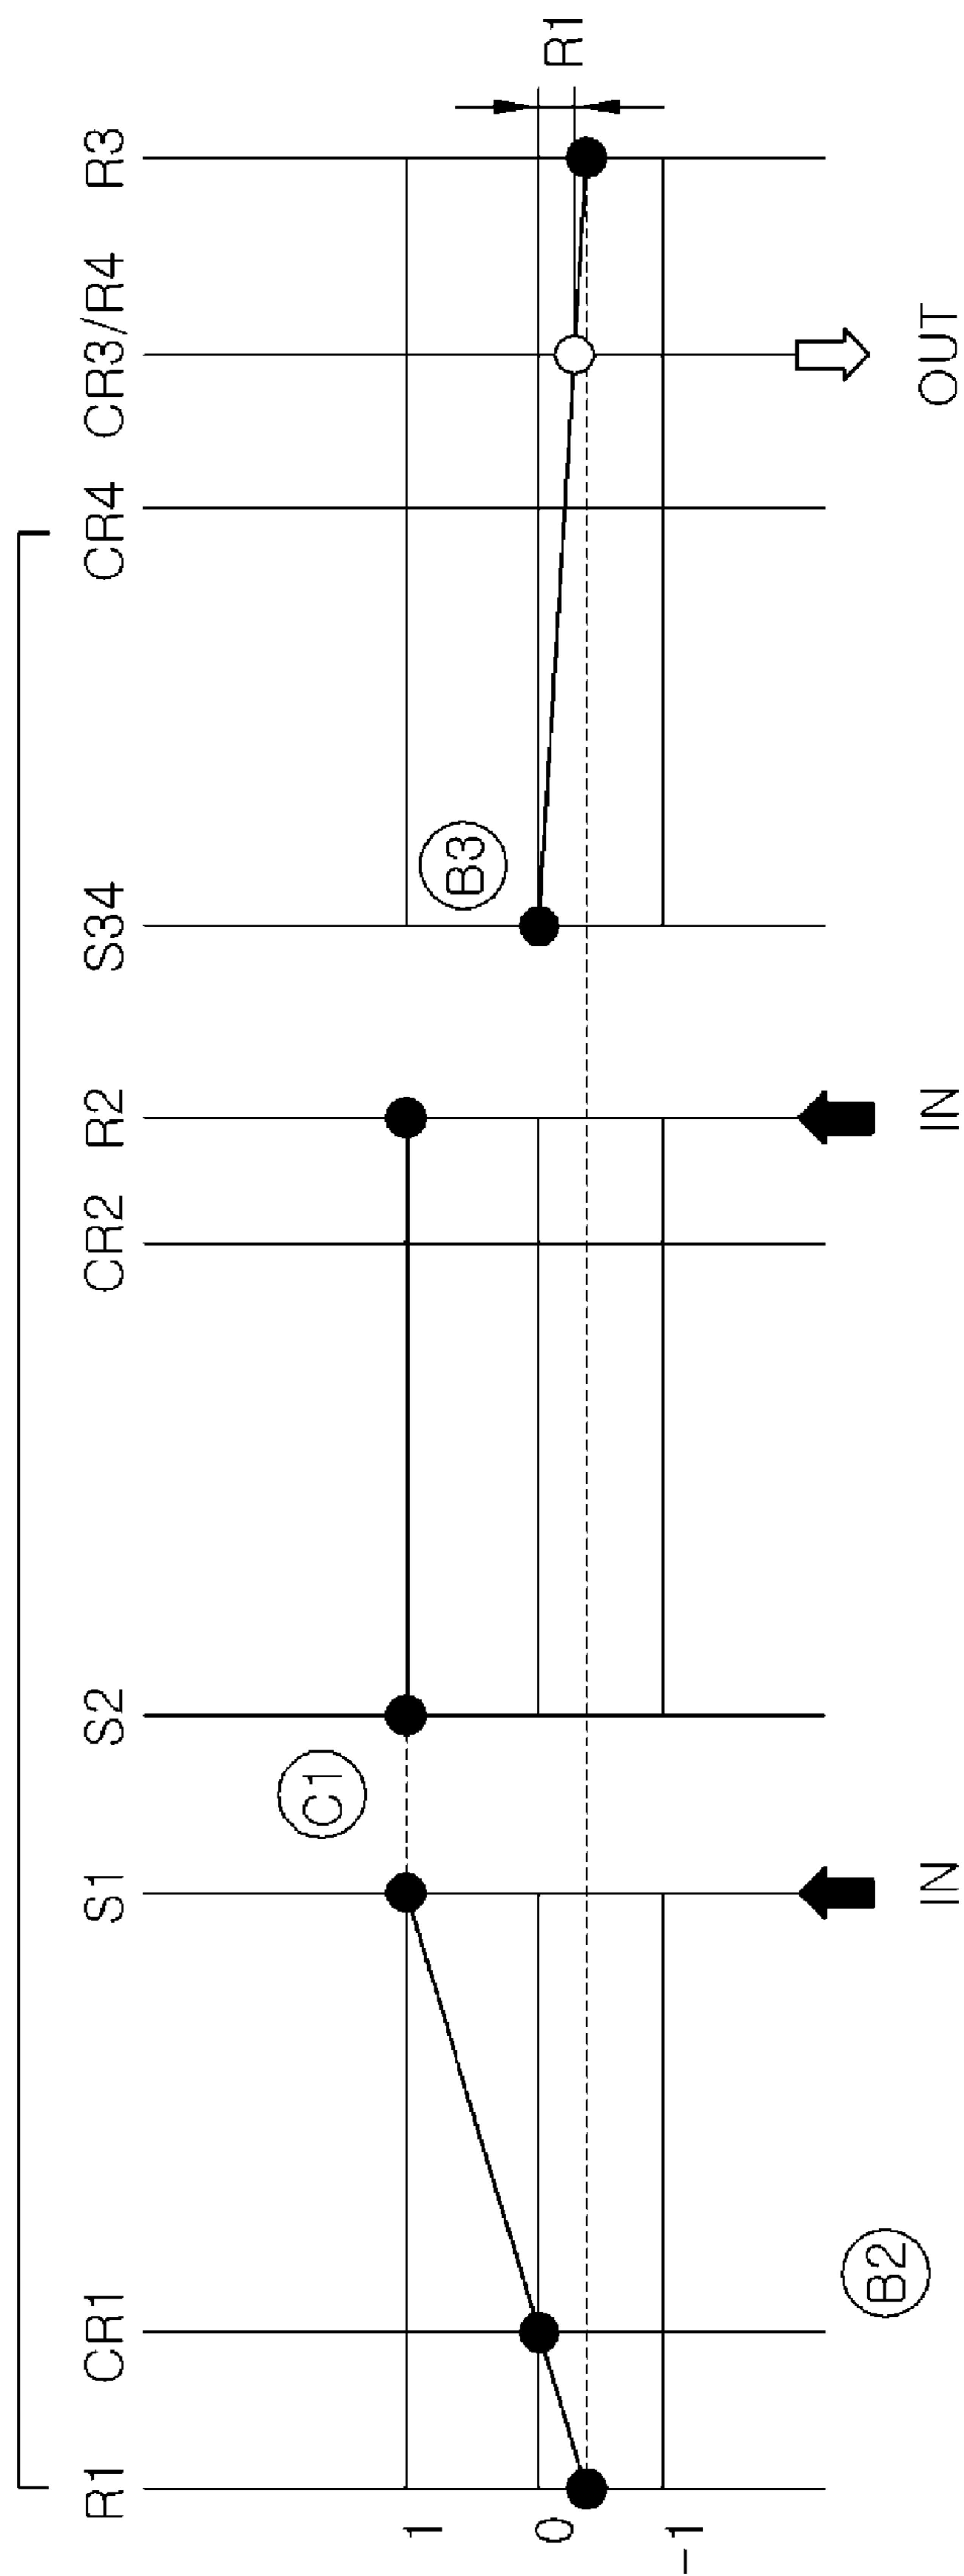 R1 CR1 S1 S2 CR2 R2 S34 CR4 CR3/R4 R3
C1
1
B3
0
R1
-1
B2
IN IN OUT